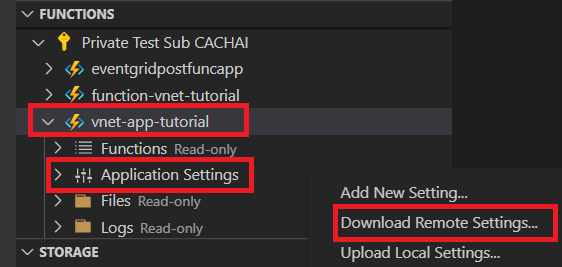 FUNCTIONS
Private Test Sub CACHAI
eventgridpostfuncapp
function-vnet-tutorial
vnet-app-tutorial
Functions Read-only
Application Settings
Files Read-only
Logs Read-only
STORAGE
Add New Setting...
Download Remote Settings...
Upload Local Settings...